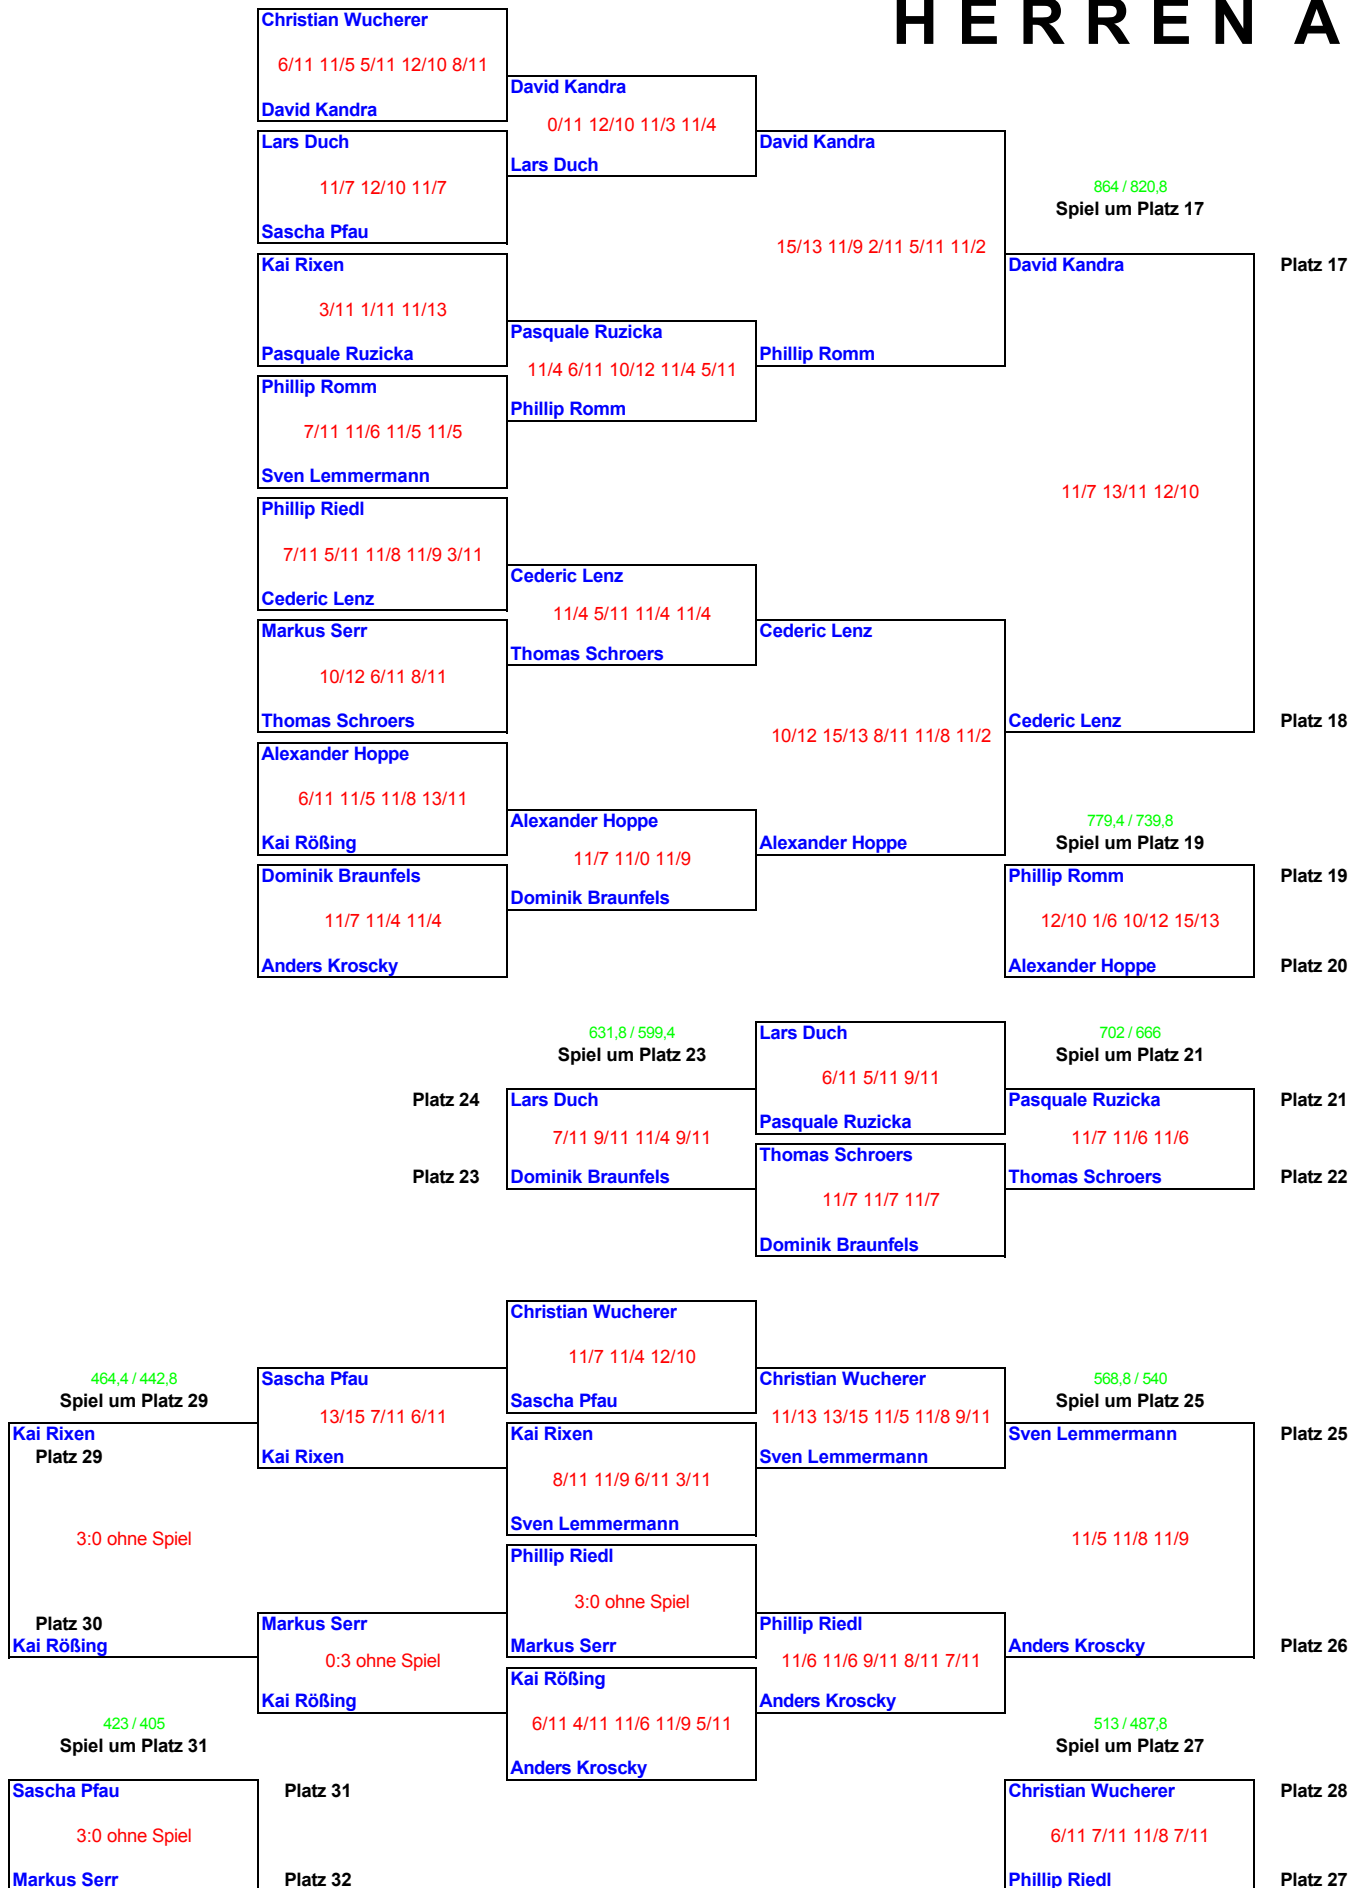 HERREN A
Christian Wucherer
6/11 11/5 5/11 12/10 8/11
David Kandra
David Kandra
0/11 12/10 11/3 11/4
Lars Duch
David Kandra
Lars Duch
11/7 12/10 11/7
864 / 820,8
Spiel um Platz 17
Sascha Pfau
15/13 11/9 2/11 5/11 11/2
Kai Rixen
David Kandra
Platz 17
3/11 1/11 11/13
Pasquale Ruzicka
Pasquale Ruzicka
Phillip Romm
11/4 6/11 10/12 11/4 5/11
Phillip Romm
Phillip Romm
7/11 11/6 11/5 11/5
Sven Lemmermann
11/7 13/11 12/10
Phillip Riedl
7/11 5/11 11/8 11/9 3/11
Cederic Lenz
Cederic Lenz
11/4 5/11 11/4 11/4
Markus Serr
Cederic Lenz
Thomas Schroers
10/12 6/11 8/11
Thomas Schroers
Cederic Lenz
Platz 18
10/12 15/13 8/11 11/8 11/2
Alexander Hoppe
6/11 11/5 11/8 13/11
Alexander Hoppe
779,4 / 739,8
Kai Rößing
Alexander Hoppe
Spiel um Platz 19
11/7 11/0 11/9
Dominik Braunfels
Phillip Romm
Platz 19
Dominik Braunfels
11/7 11/4 11/4
12/10 1/6 10/12 15/13
Anders Kroscky
Alexander Hoppe
Platz 20
631,8 / 599,4
Lars Duch
702 / 666
Spiel um Platz 23
Spiel um Platz 21
6/11 5/11 9/11
Platz 24
Lars Duch
Pasquale Ruzicka
Platz 21
Pasquale Ruzicka
7/11 9/11 11/4 9/11
11/7 11/6 11/6
Thomas Schroers
Platz 23
Dominik Braunfels
Thomas Schroers
Platz 22
11/7 11/7 11/7
Dominik Braunfels
Christian Wucherer
11/7 11/4 12/10
464,4 / 442,8
Sascha Pfau
Christian Wucherer
568,8 / 540
Spiel um Platz 29
Sascha Pfau
Spiel um Platz 25
13/15 7/11 6/11
11/13 13/15 11/5 11/8 9/11
Kai Rixen
Kai Rixen
Sven Lemmermann
Platz 25
Platz 29
Kai Rixen
Sven Lemmermann
8/11 11/9 6/11 3/11
Sven Lemmermann
3:0 ohne Spiel
11/5 11/8 11/9
Phillip Riedl
3:0 ohne Spiel
Platz 30
Markus Serr
Phillip Riedl
Kai Rößing
Markus Serr
Anders Kroscky
Platz 26
0:3 ohne Spiel
11/6 11/6 9/11 8/11 7/11
Kai Rößing
Kai Rößing
Anders Kroscky
423 / 405
6/11 4/11 11/6 11/9 5/11
513 / 487,8
Spiel um Platz 31
Spiel um Platz 27
Anders Kroscky
Sascha Pfau
Platz 31
Christian Wucherer
Platz 28
3:0 ohne Spiel
6/11 7/11 11/8 7/11
Markus Serr
Platz 32
Phillip Riedl
Platz 27